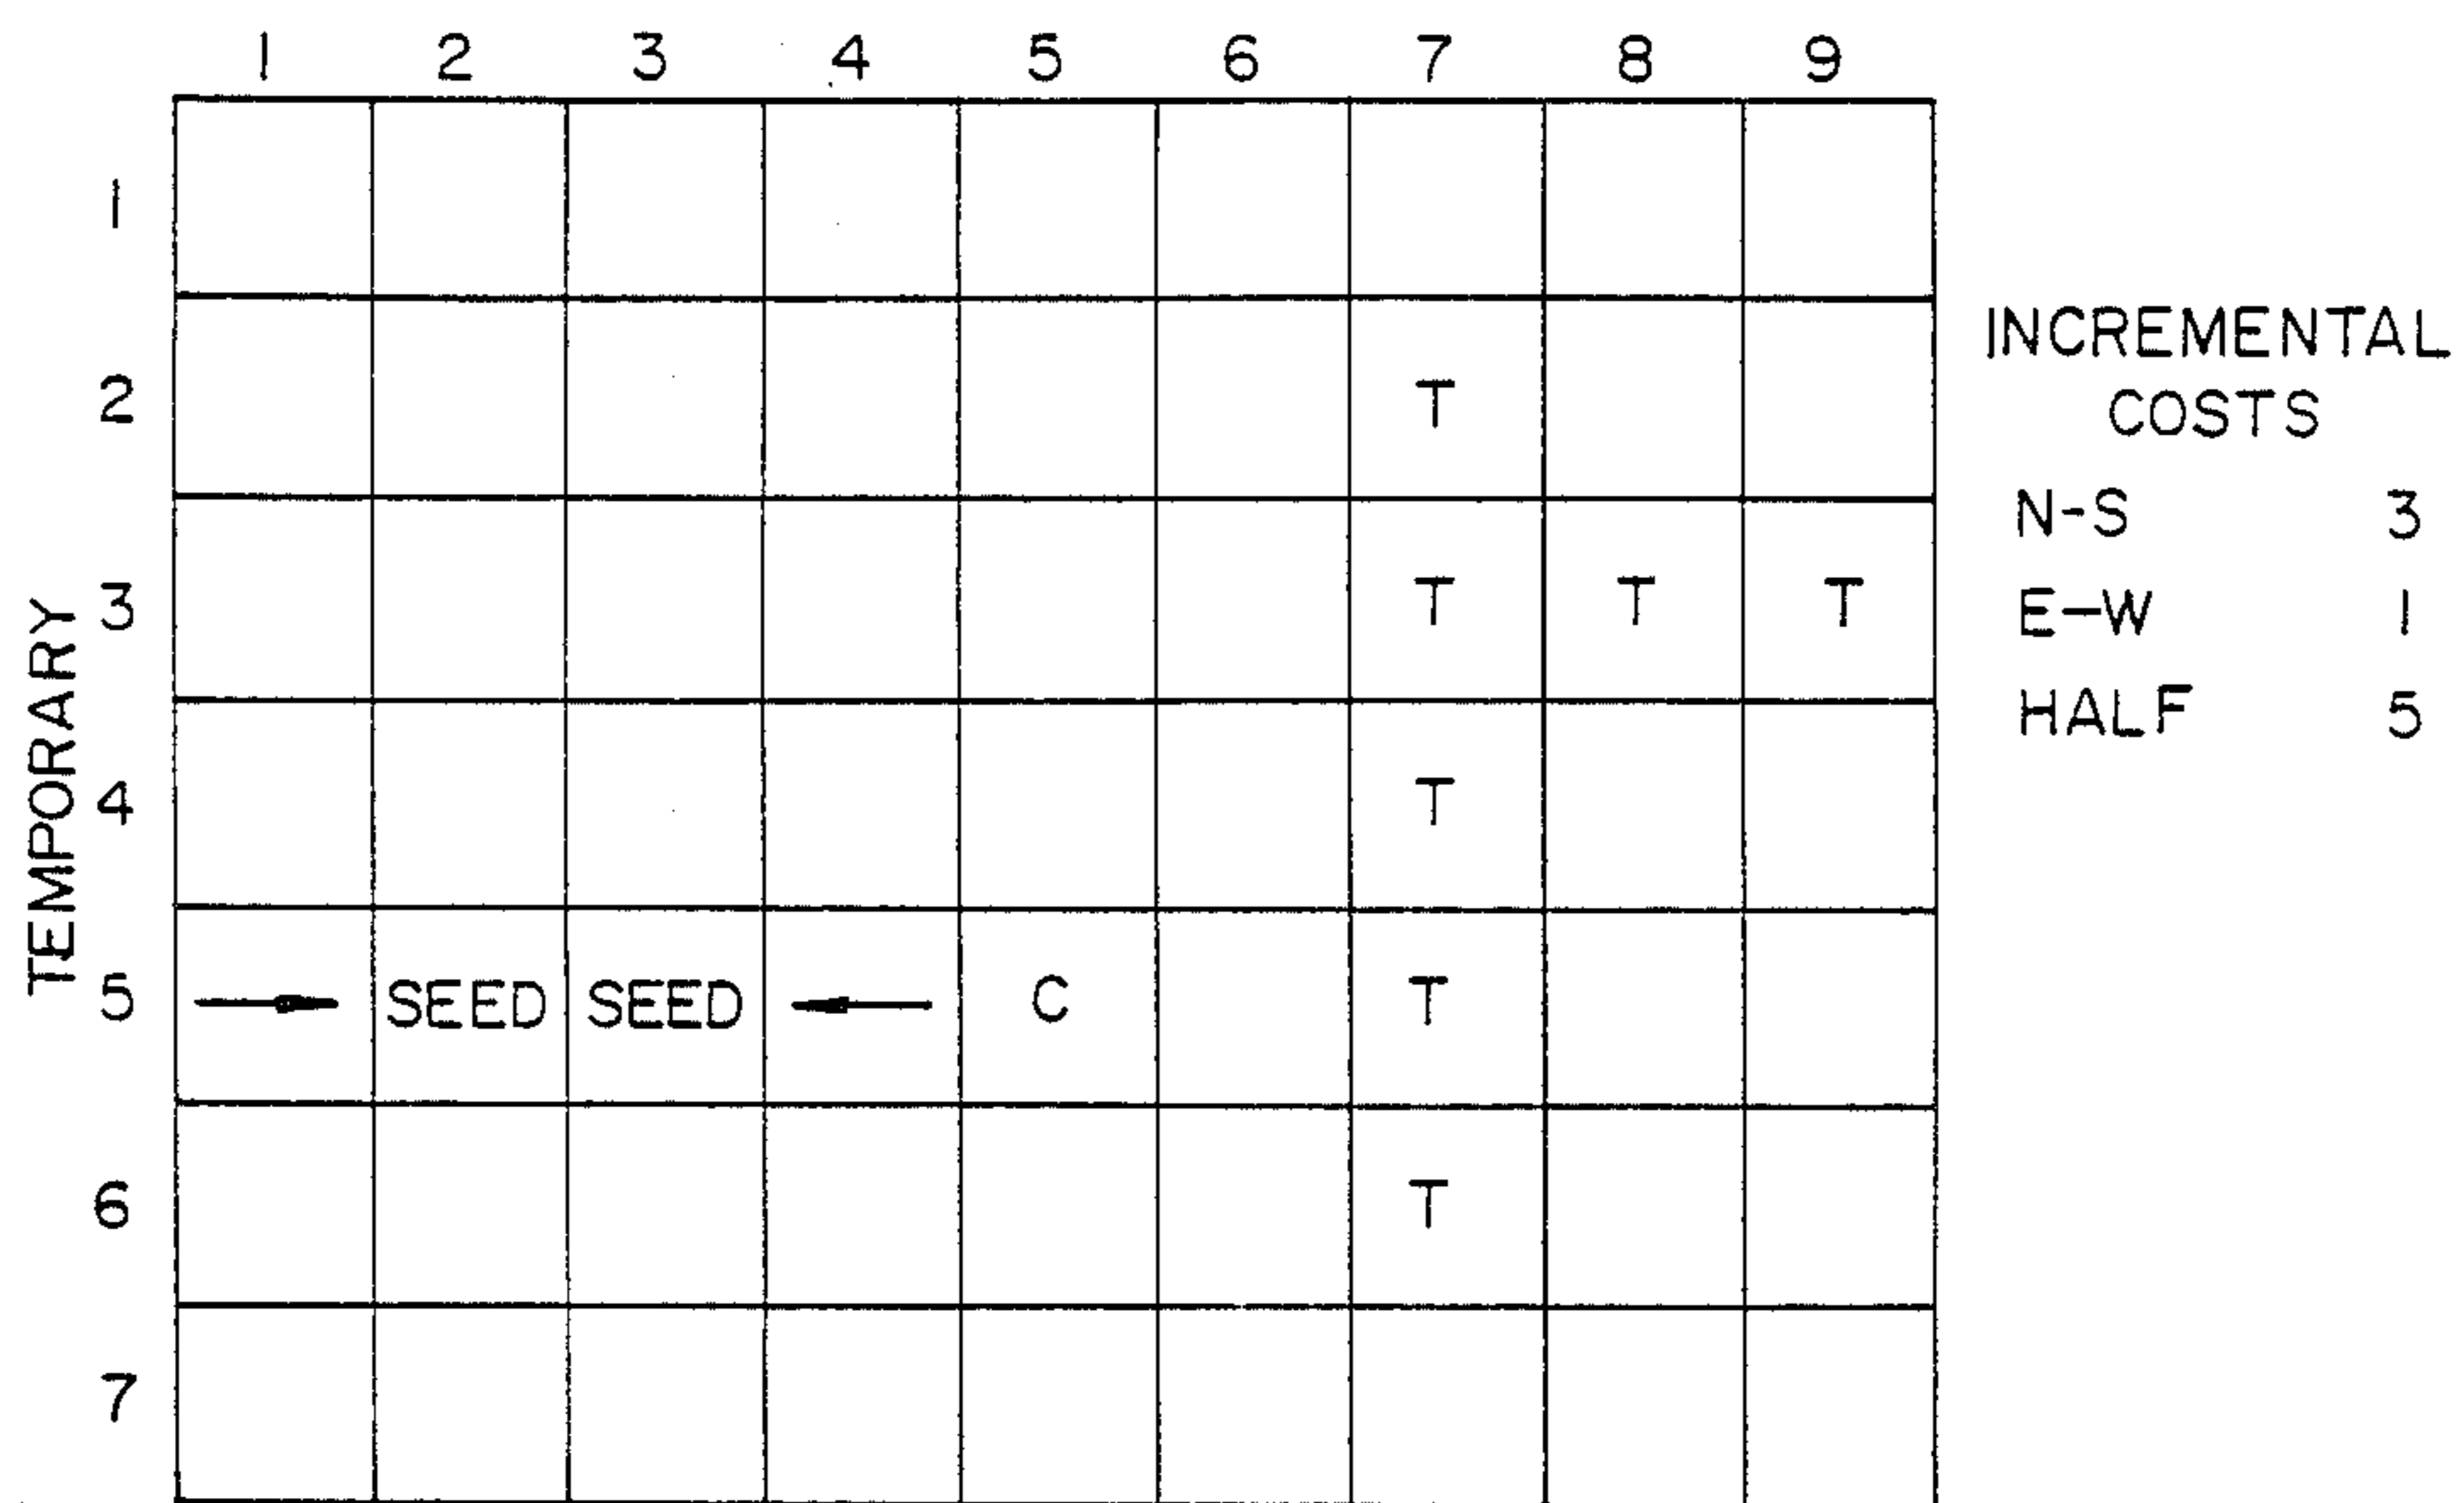 1 2 3 4 5 6 7 8 9
TEMPORARY
1
2 T
3 T T T
4 T
5 SEED SEED C T
6 T
7
INCREMENTAL
COSTS
N-S 3
E-W 1
HALF 5